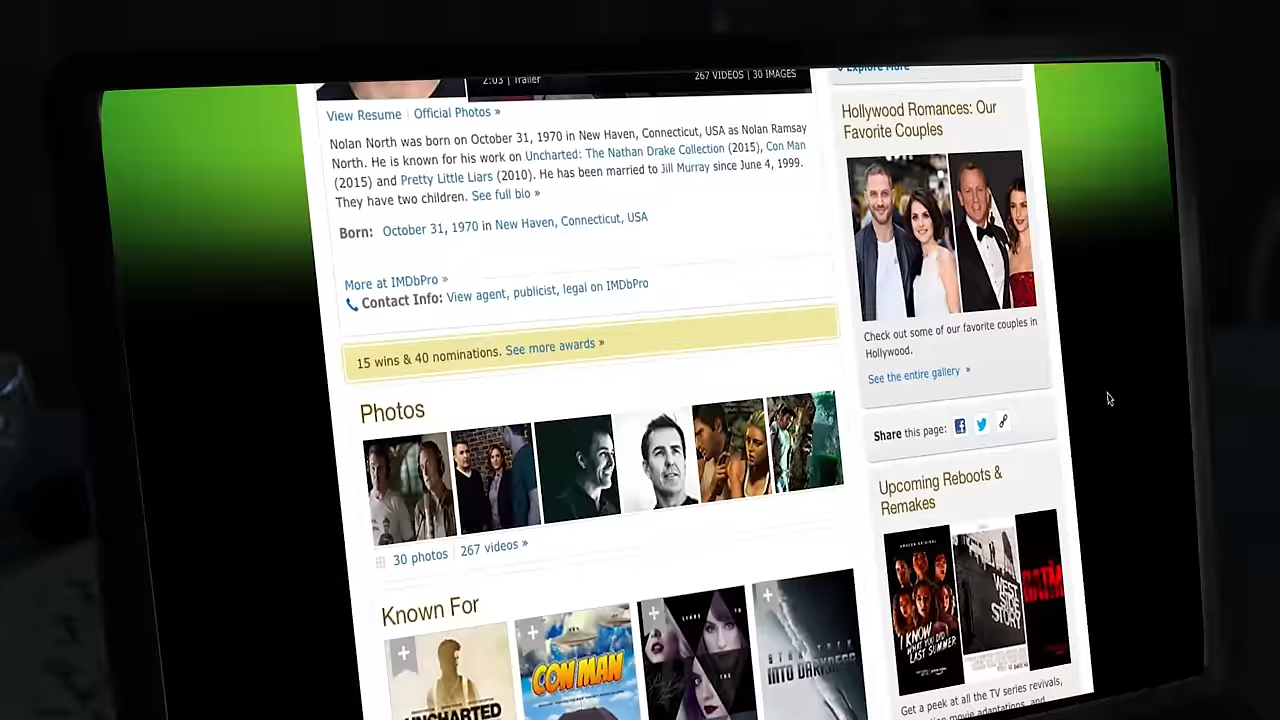 2:03 | Trailer
267 VIDEOS | 30 IMAGES
View Resume | Official Photos »
Nolan North was born on October 31, 1970 in New Haven, Connecticut, USA as Nolan Ramsay
North. He is known for his work on Uncharted: The Nathan Drake Collection (2015), Con Man
(2015) and Pretty Little Liars (2010). He has been married to Jill Murray since June 4, 1999.
They have two children. See full bio »
Born: October 31, 1970 in New Haven, Connecticut, USA
More at IMDbPro »
Contact Info: View agent, publicist, legal on IMDbPro
15 wins & 40 nominations. See more awards »
Photos
30 photos | 267 videos »
Known For
UNCHARTED
CON MAN
STAR TREK
INTO DARKNESS
Explore More
Hollywood Romances: Our
Favorite Couples
Check out some of our favorite couples in
Hollywood.
See the entire gallery »
Share this page:
Upcoming Reboots &
Remakes
I KNOW
WHAT YOU DID
LAST SUMMER
WEST
SIDE
STORY
Get a peek at all the TV series revivals,
movie adaptations, and